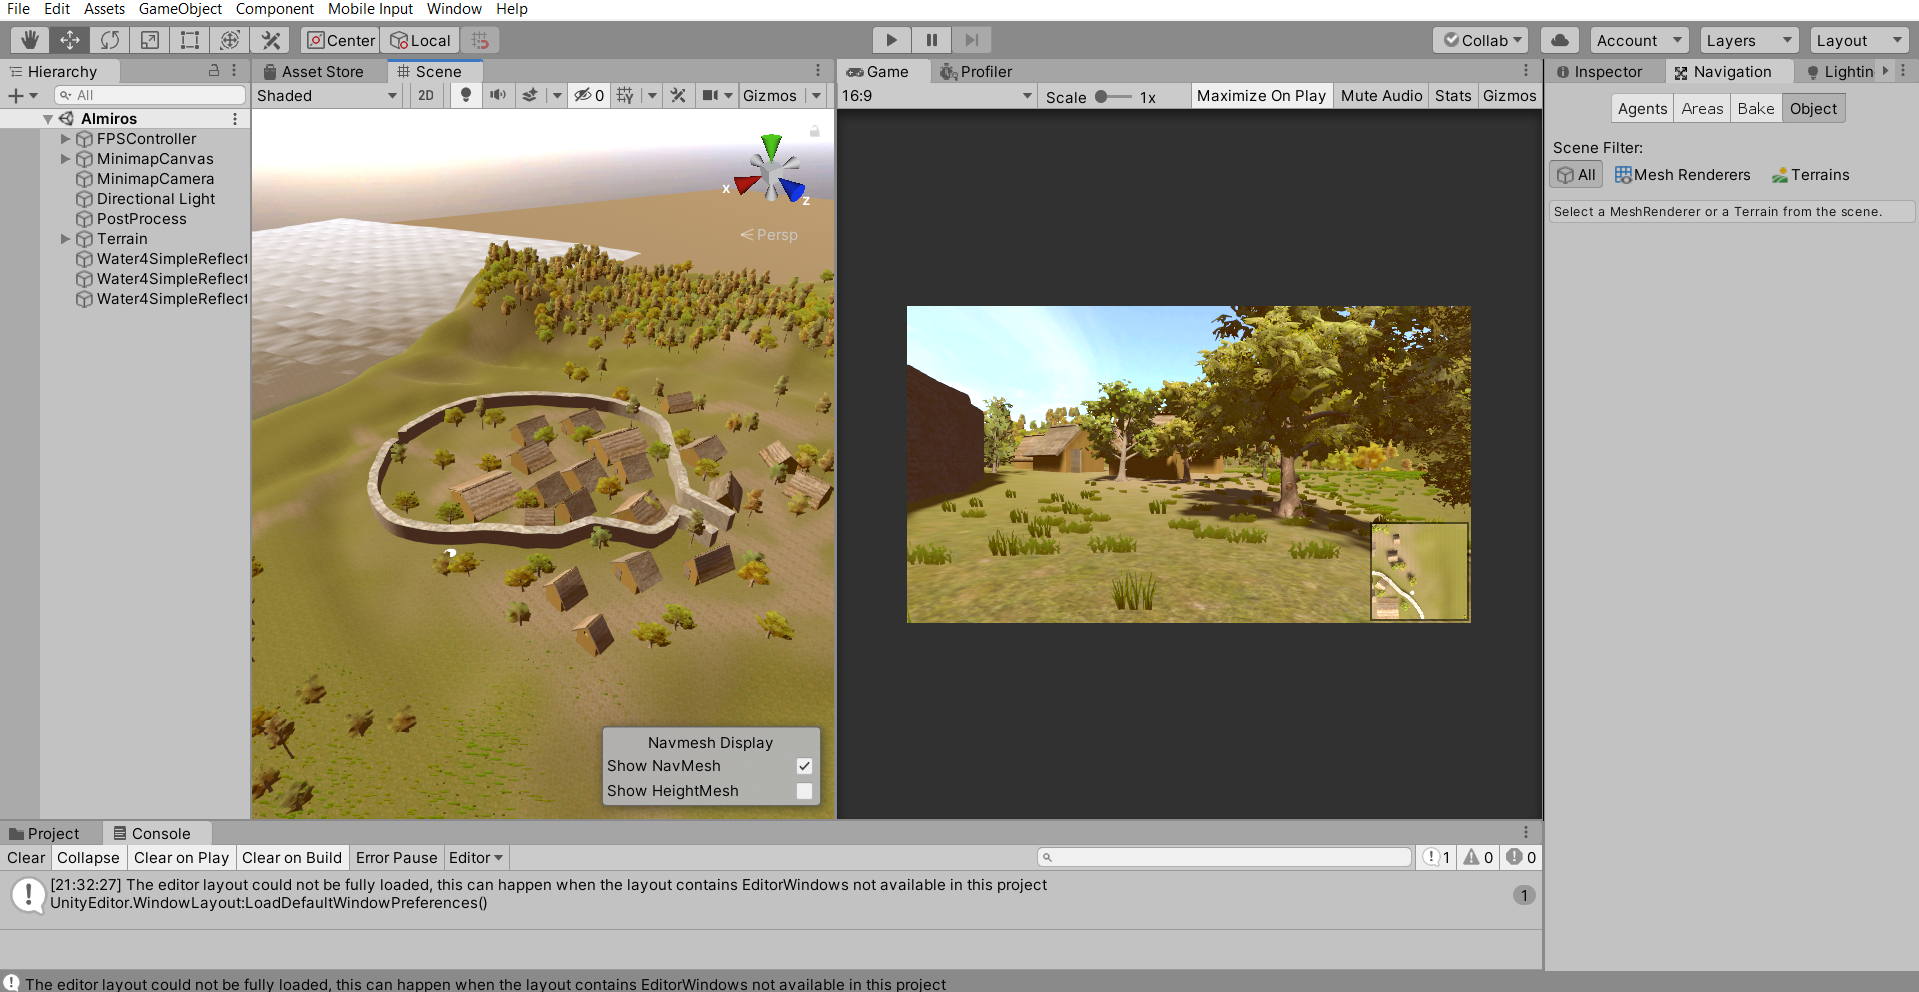 File Edit Assets GameObject Component Mobile Input Window Help
Center Local Collab Account Layers Layout
Hierarchy
All
Almiros
FPSController
MinimapCanvas
MinimapCamera
Directional Light
PostProcess
Terrain
Water4SimpleReflect
Water4SimpleReflect
Water4SimpleReflect
Asset Store Scene
Shaded 2D 0 Gizmos
x
z
Persp
Navmesh Display
Show NavMesh
Show HeightMesh
Game Profiler
16:9 Scale 1x Maximize On Play Mute Audio Stats Gizmos
Inspector Navigation Lightin
Agents Areas Bake Object
Scene Filter:
All Mesh Renderers Terrains
Select a MeshRenderer or a Terrain from the scene.
Project Console
Clear Collapse Clear on Play Clear on Build Error Pause Editor 1 0 0
[21:32:27] The editor layout could not be fully loaded, this can happen when the layout contains EditorWindows not available in this project
UnityEditor.WindowLayout:LoadDefaultWindowPreferences()
1
The editor layout could not be fully loaded, this can happen when the layout contains EditorWindows not available in this project